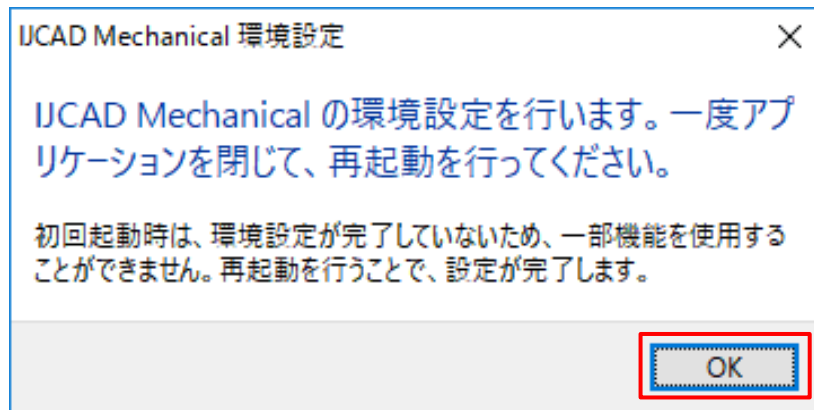 IJCAD Mechanical 環境設定
IJCAD Mechanical の環境設定を行います。一度アプ
リケーションを閉じて、再起動を行ってください。
初回起動時は、環境設定が完了していないため、一部機能を使用する
ことができません。再起動を行うことで、設定が完了します。
OK